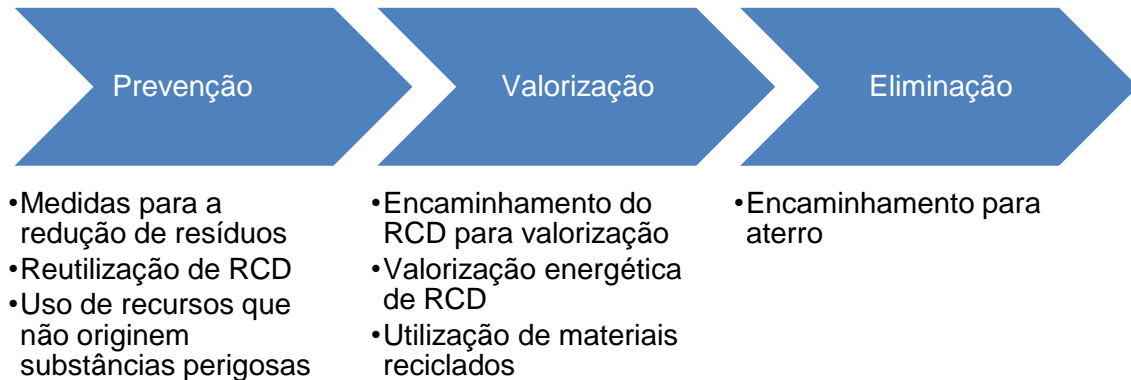 Prevenção
Valorização
Eliminação
•Medidas para a
redução de resíduos
•Reutilização de RCD
•Uso de recursos que
não originem
substâncias perigosas
•Encaminhamento do
RCD para valorização
•Valorização energética
de RCD
•Utilização de materiais
reciclados
•Encaminhamento para
aterro